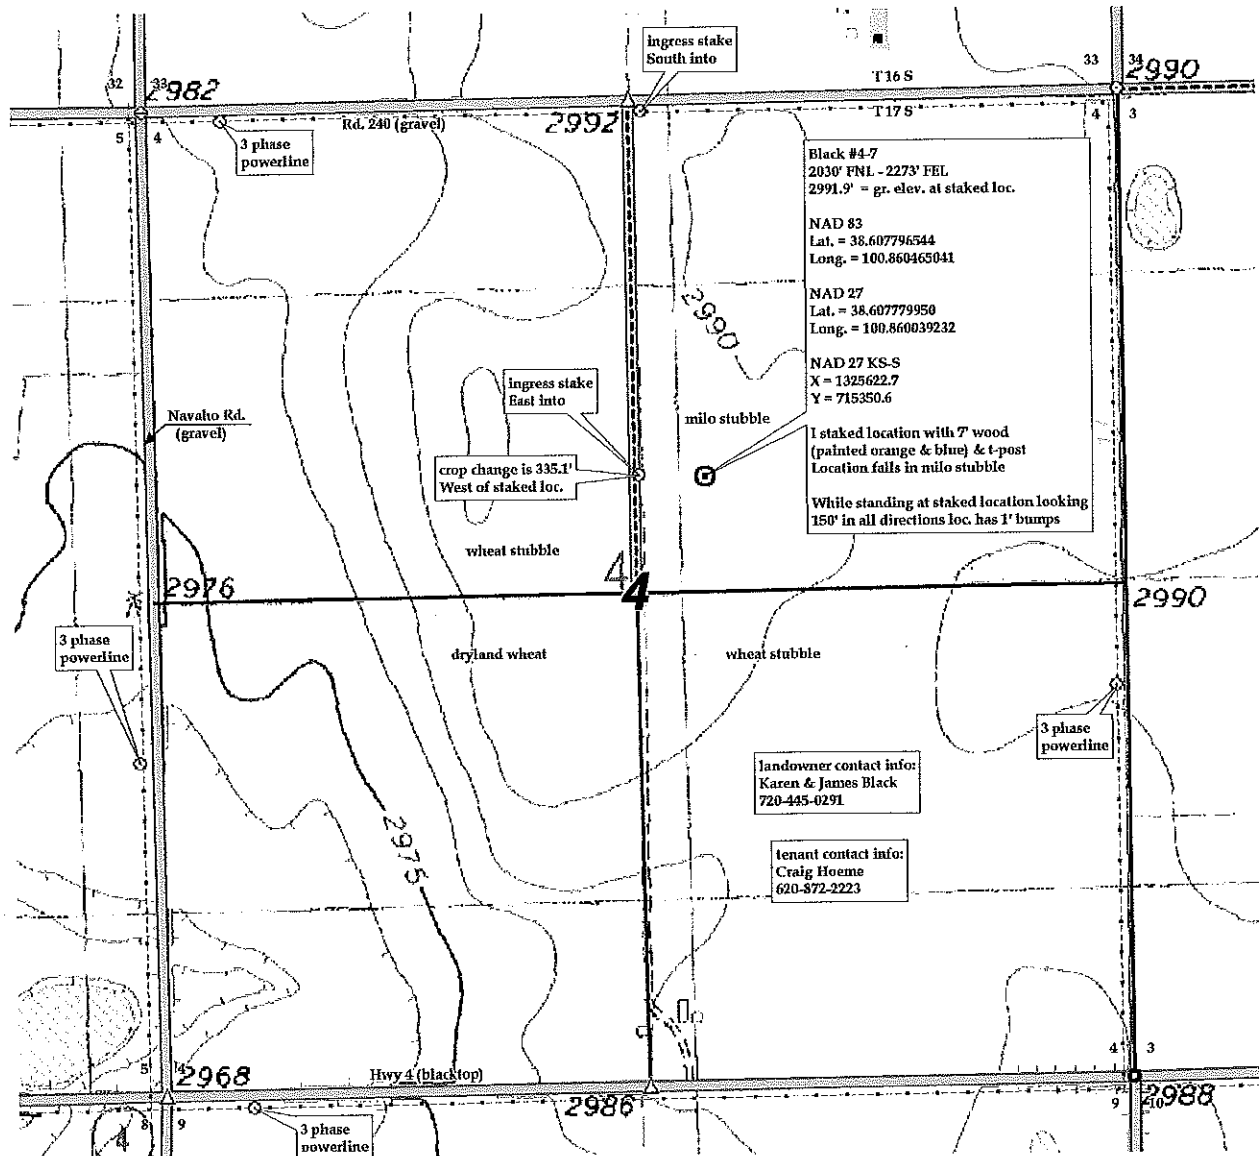 ingress stake
South into
32
33
2982
T16 S
33
34
2990
5
4
3 phase
powerline
Rd. 240 (gravel)
2992
T17 S
4
3
Black #4-7
2030' FNL - 2273' FEL
2991.9' = gr. elev. at staked loc.
NAD 83
Lat. = 38.607796544
Long. = 100.860465041
NAD 27
Lat. = 38.607779950
Long. = 100.860039232
NAD 27 KS-S
X = 1325622.7
Y = 715350.6
I staked location with 7' wood
(painted orange & blue) & t-post
Location falls in milo stubble
While standing at staked location looking
150' in all directions loc. has 1' bumps
2990
ingress stake
East into
milo stubble
Navaho Rd.
(gravel)
crop change is 335.1'
West of staked loc.
wheat stubble
2976
4
4
2990
3 phase
powerline
dryland wheat
wheat stubble
3 phase
powerline
landowner contact info:
Karen & James Black
720-445-0291
2975
tenant contact info:
Craig Hoeme
620-872-2223
5
4
2968
Hwy 4 (blacktop)
2986
4
3
2988
8
9
9
10
4
3 phase
powerline